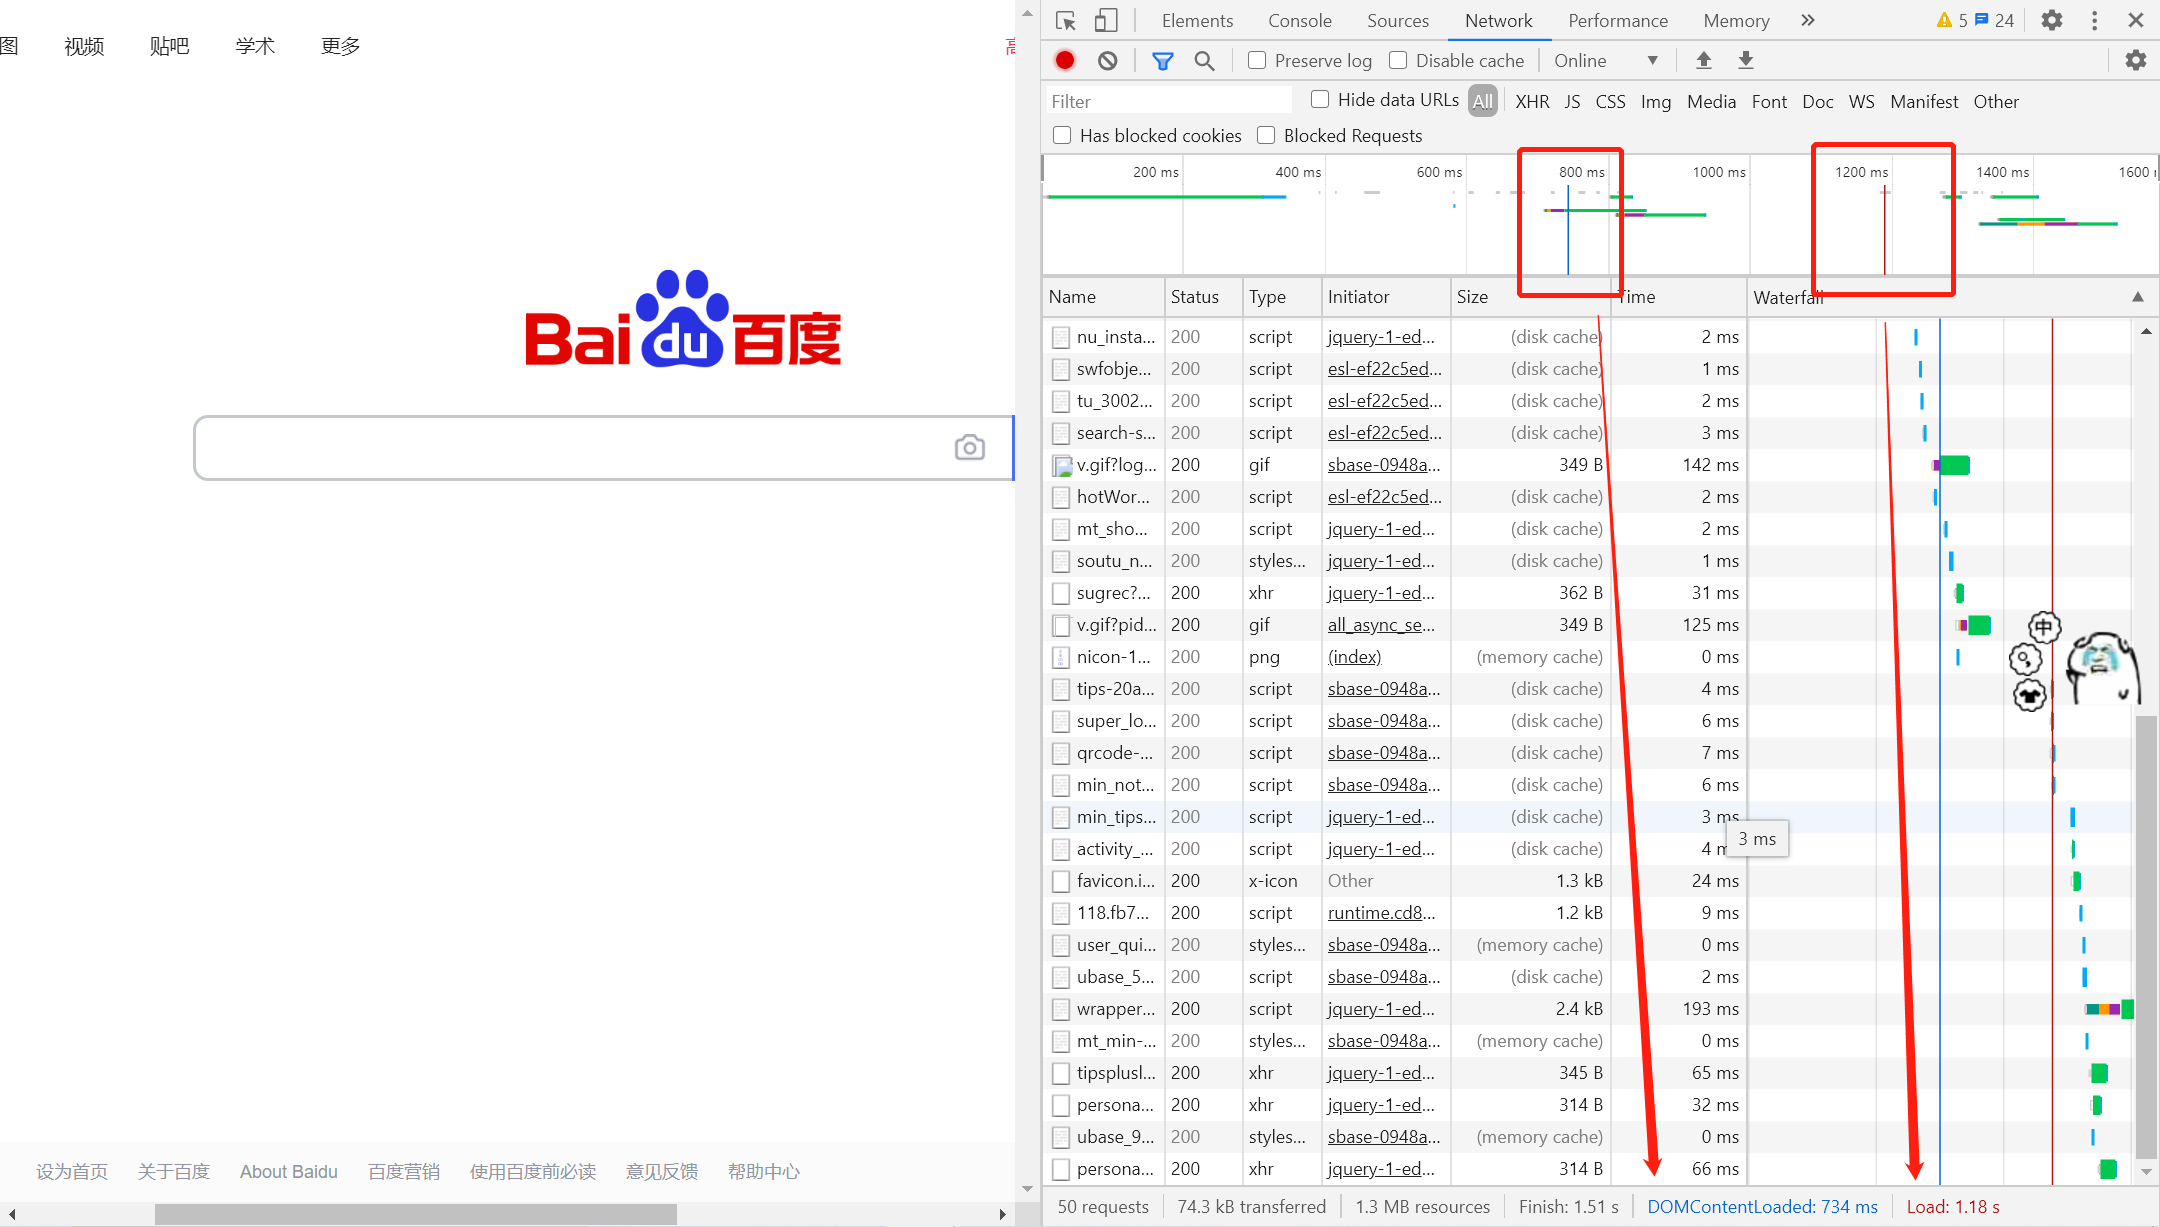 图 视频 贴吧 学术 更多
Bai du 百度
设为首页 关于百度 About Baidu 百度营销 使用百度前必读 意见反馈 帮助中心
Elements Console Sources Network Performance Memory 5 24
Preserve log Disable cache Online
Filter Hide data URLs All XHR JS CSS Img Media Font Doc WS Manifest Other
Has blocked cookies Blocked Requests
200 ms 400 ms 600 ms 800 ms 1000 ms 1200 ms 1400 ms 1600
Name Status Type Initiator Size Time Waterfall
nu_insta... 200 script jquery-1-ed... (disk cache) 2 ms
swfobje... 200 script esl-ef22c5ed... (disk cache) 1 ms
tu_3002... 200 script esl-ef22c5ed... (disk cache) 2 ms
search-s... 200 script esl-ef22c5ed... (disk cache) 3 ms
v.gif?log... 200 gif sbase-0948a... 349 B 142 ms
hotWor... 200 script esl-ef22c5ed... (disk cache) 2 ms
mt_sho... 200 script jquery-1-ed... (disk cache) 2 ms
soutu_n... 200 styles... jquery-1-ed... (disk cache) 1 ms
sugrec?... 200 xhr jquery-1-ed... 362 B 31 ms
v.gif?pid... 200 gif all_async_se... 349 B 125 ms
中
nicon-1... 200 png (index) (memory cache) 0 ms
tips-20a... 200 script sbase-0948a... (disk cache) 4 ms
super_lo... 200 script sbase-0948a... (disk cache) 6 ms
qrcode-... 200 script sbase-0948a... (disk cache) 7 ms
min_not... 200 script sbase-0948a... (disk cache) 6 ms
min_tips... 200 script jquery-1-ed... (disk cache) 3 ms
3 ms
activity_... 200 script jquery-1-ed... (disk cache) 4 m
favicon.i... 200 x-icon Other 1.3 kB 24 ms
118.fb7... 200 script runtime.cd8... 1.2 kB 9 ms
user_qui... 200 styles... sbase-0948a... (memory cache) 0 ms
ubase_5... 200 script sbase-0948a... (disk cache) 2 ms
wrapper... 200 script jquery-1-ed... 2.4 kB 193 ms
mt_min-... 200 styles... sbase-0948a... (memory cache) 0 ms
tipsplusl... 200 xhr jquery-1-ed... 345 B 65 ms
persona... 200 xhr jquery-1-ed... 314 B 32 ms
ubase_9... 200 styles... sbase-0948a... (memory cache) 0 ms
persona... 200 xhr jquery-1-ed... 314 B 66 ms
50 requests 74.3 kB transferred 1.3 MB resources Finish: 1.51 s DOMContentLoaded: 734 ms Load: 1.18 s